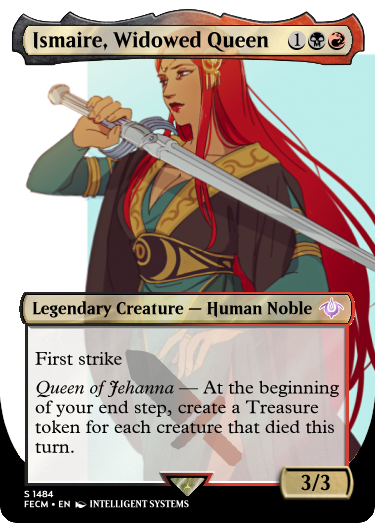 Ismaire, Widowed Queen 1
Legendary Creature — Human Noble
First strike
Queen of Jehanna — At the beginning
of your end step, create a Treasure
token for each creature that died this
turn.
3/3
S 1484
FECM • EN INTELLIGENT SYSTEMS